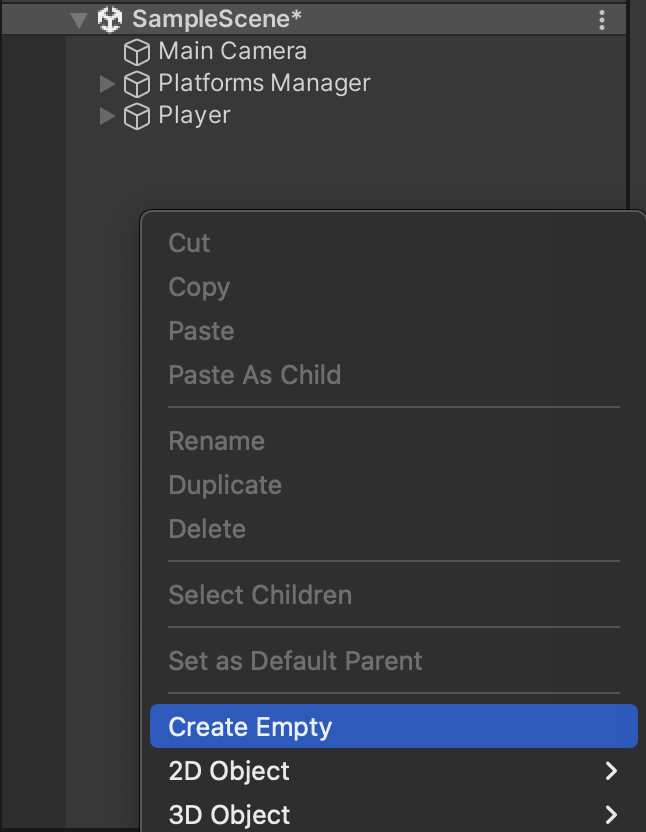 SampleScene*
Main Camera
Platforms Manager
Player
Cut
Copy
Paste
Paste As Child
Rename
Duplicate
Delete
Select Children
Set as Default Parent
Create Empty
2D Object
3D Object